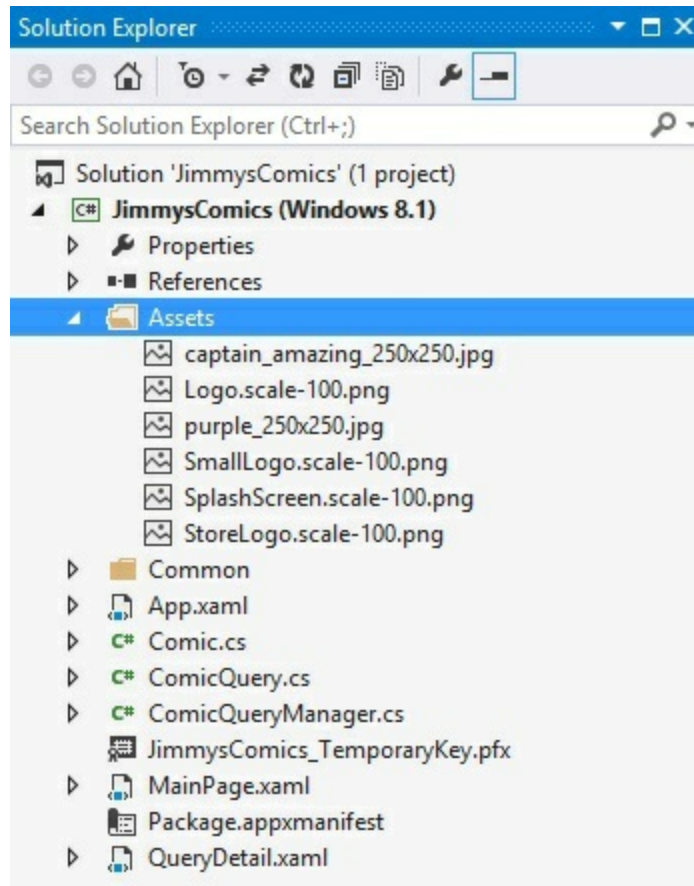 Solution Explorer
Search Solution Explorer (Ctrl+;)
Solution 'JimmysComics' (1 project)
C# JimmysComics (Windows 8.1)
Properties
References
Assets
captain_amazing_250x250.jpg
Logo.scale-100.png
purple_250x250.jpg
SmallLogo.scale-100.png
SplashScreen.scale-100.png
StoreLogo.scale-100.png
Common
App.xaml
C# Comic.cs
C# ComicQuery.cs
C# ComicQueryManager.cs
JimmysComics_TemporaryKey.pfx
MainPage.xaml
Package.appxmanifest
QueryDetail.xaml